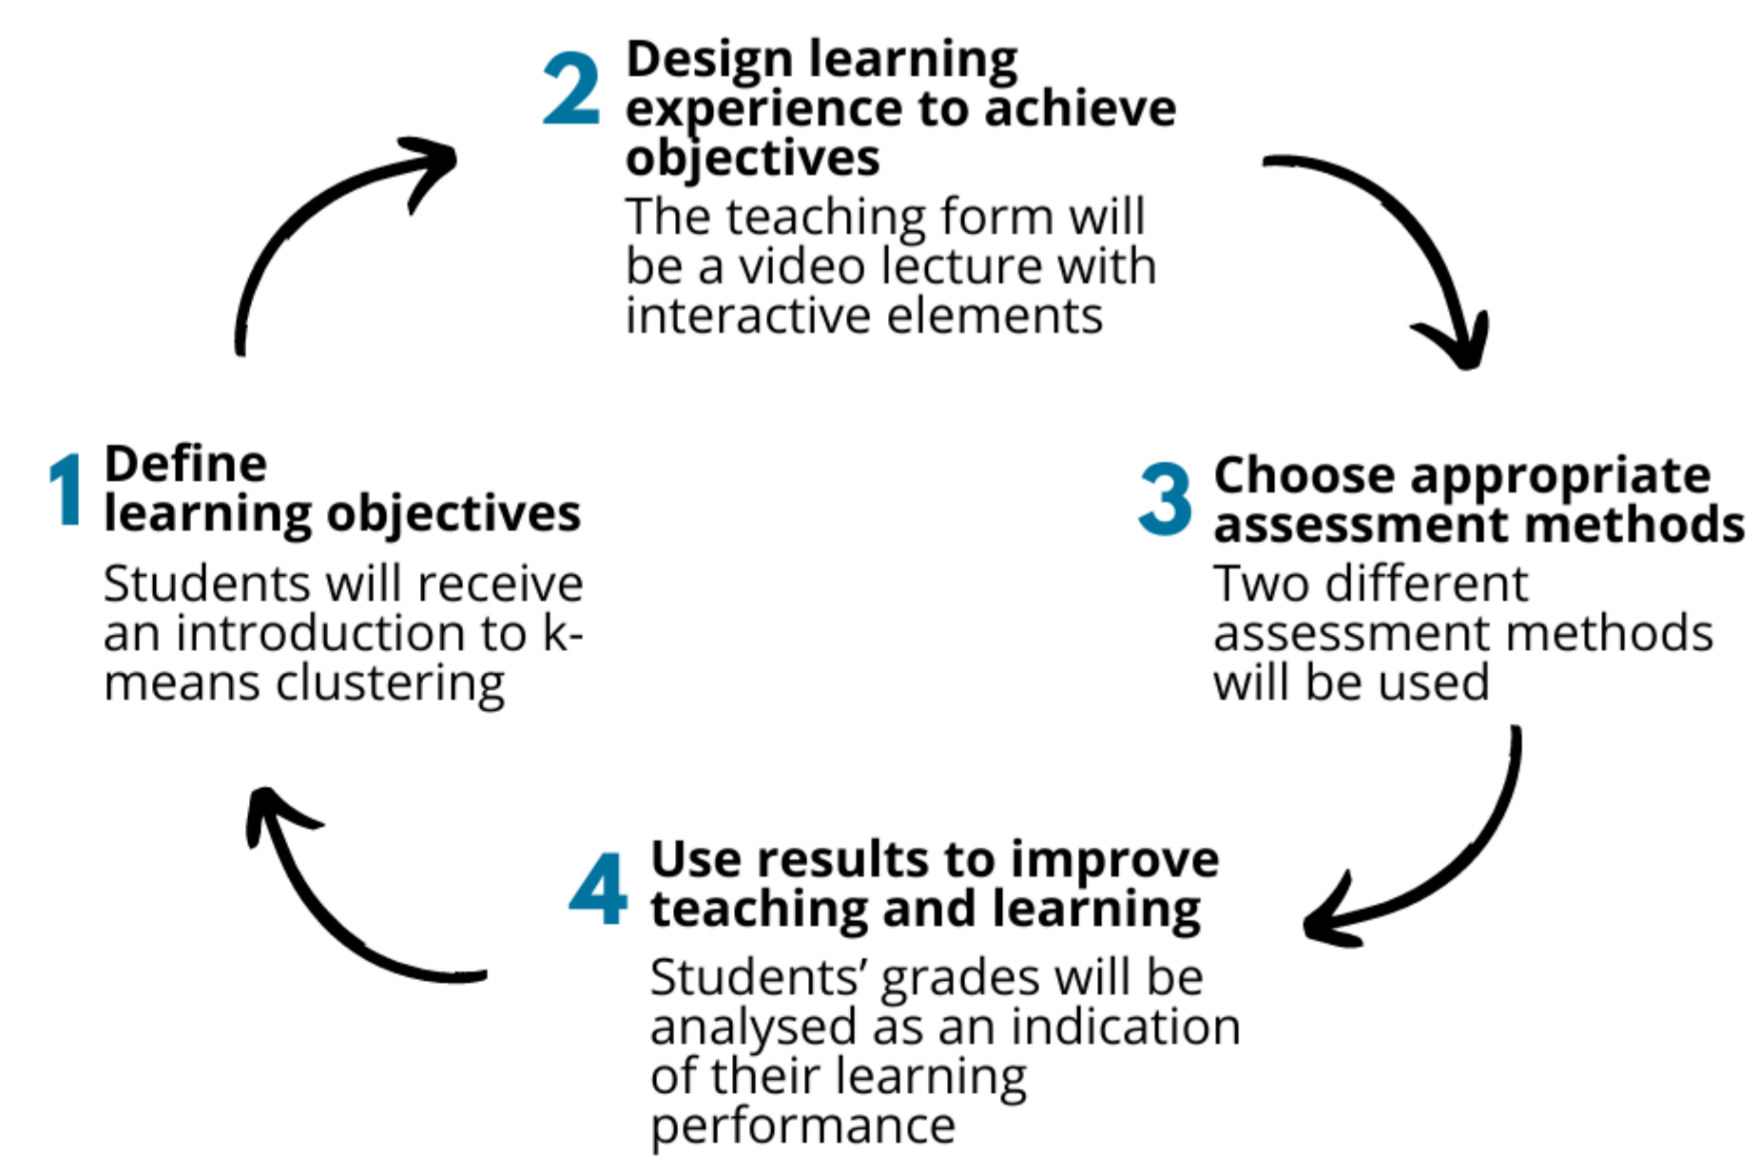 1
Define
learning objectives
Students will receive
an introduction to k-
means clustering
2
Design learning
experience to achieve
objectives
The teaching form will
be a video lecture with
interactive elements
3
Choose appropriate
assessment methods
Two different
assessment methods
will be used
4
Use results to improve
teaching and learning
Students’ grades will be
analysed as an indication
of their learning
performance